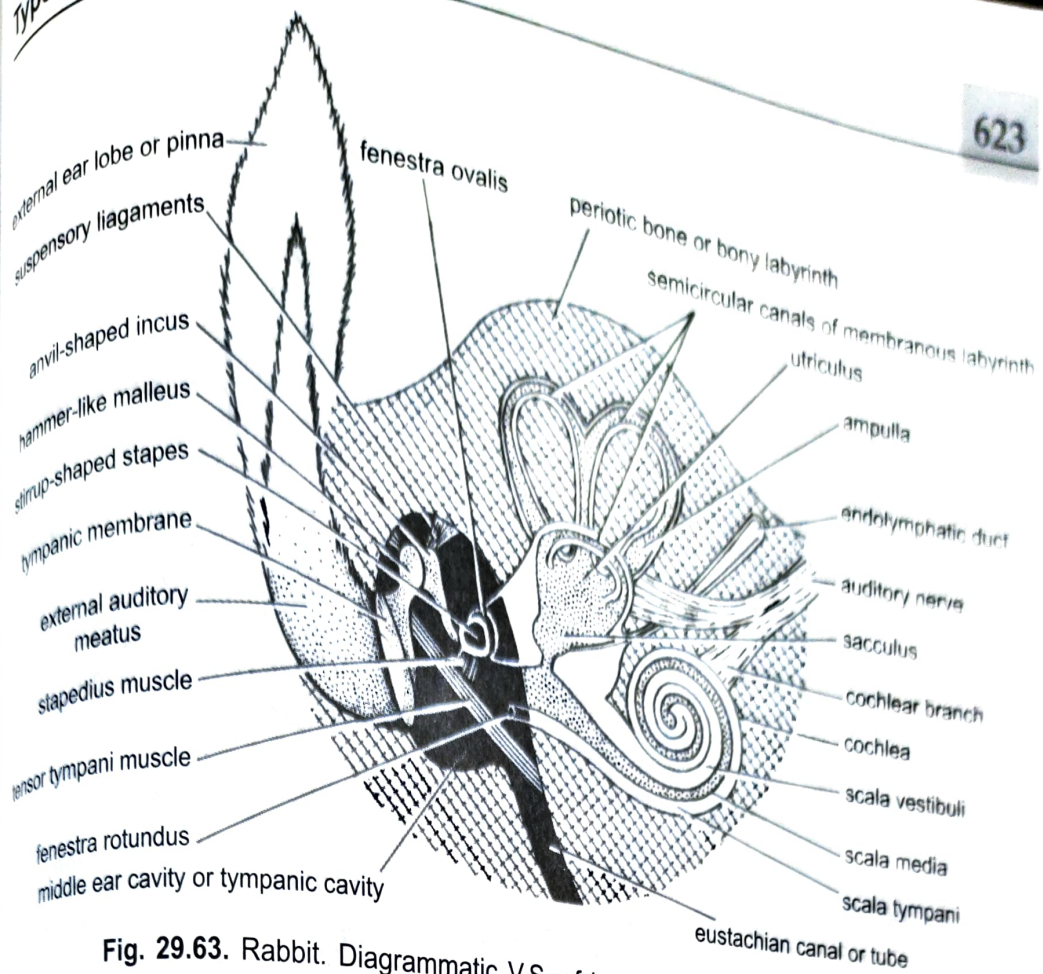 623
external ear lobe or pinna
fenestra ovalis
suspensory liagaments
periotic bone or bony labyrinth
semicircular canals of membranous labyrinth
anvil-shaped incus
utriculus
hammer-like malleus
ampulla
stirrup-shaped stapes
tympanic membrane
endolymphatic duct
external auditory
meatus
auditory nerve
sacculus
stapedius muscle
cochlear branch
cochlea
tensor tympani muscle
scala vestibuli
fenestra rotundus
scala media
middle ear cavity or tympanic cavity
scala tympani
eustachian canal or tube
Fig. 29.63. Rabbit. Diagrammatic V.S.